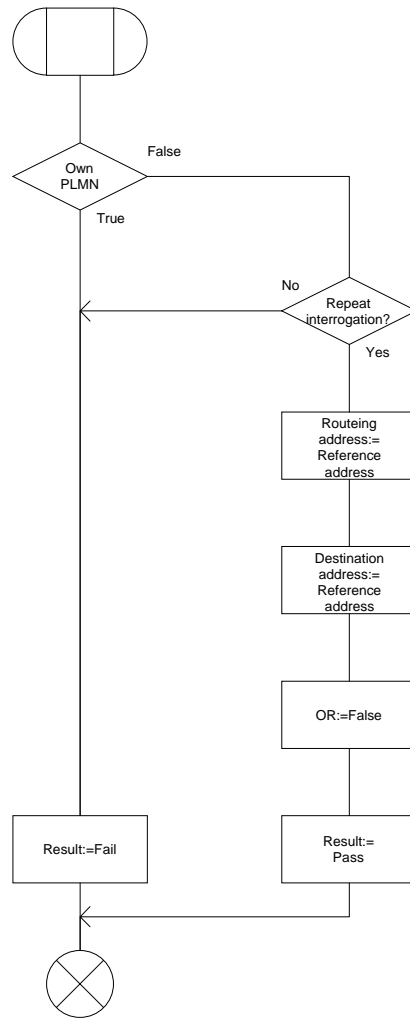 False
Own
PLMN
True
No
Repeat
interrogation?
Yes
Routeing
address:=
Reference
address
Destination
address:=
Reference
address
OR:=False
Result:=Fail
Result:=
Pass